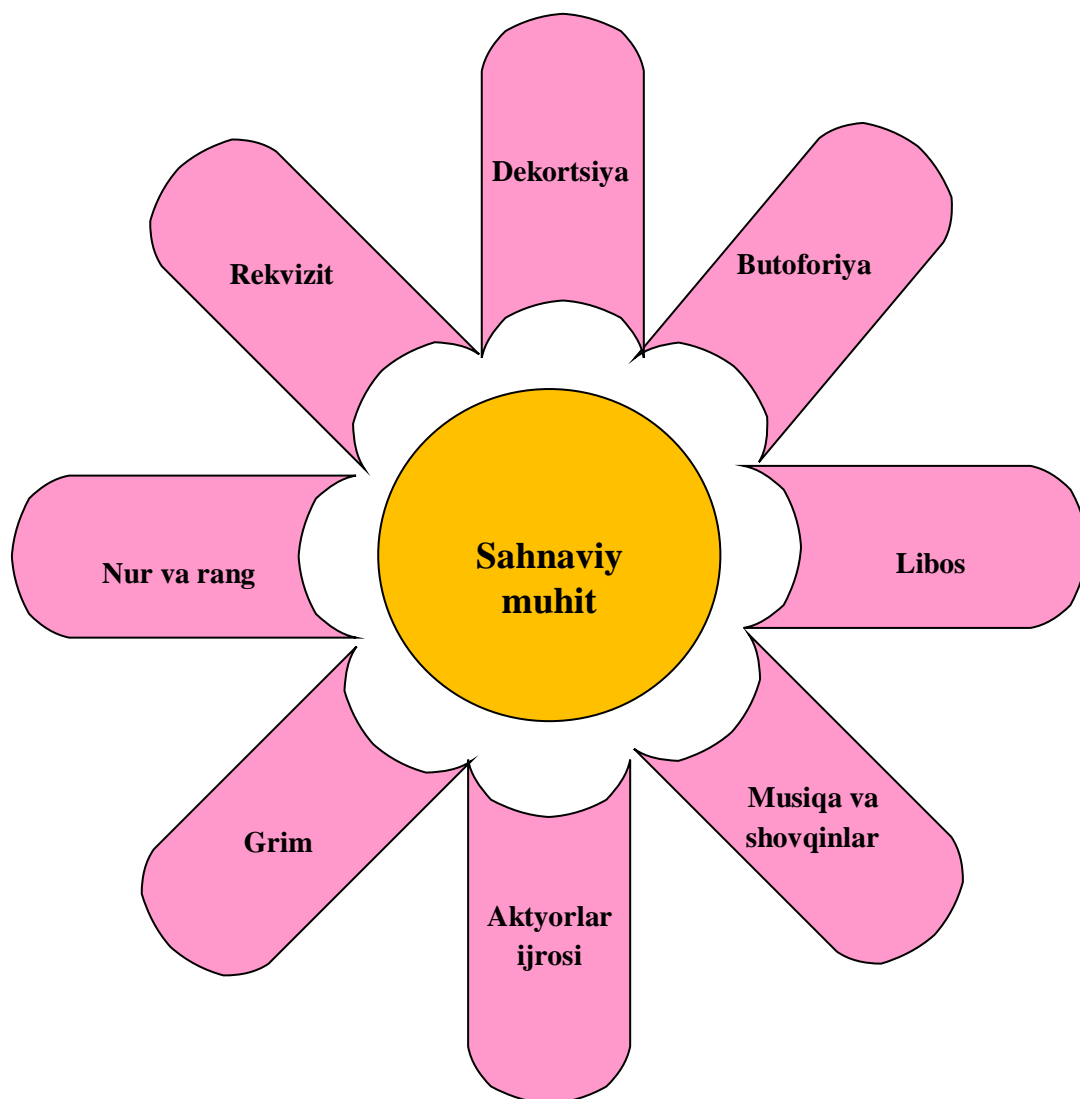 Dekortsiya
Butoforiya
Rekvizit
Sahnaviy
muhit
Libos
Nur va rang
Musiqa va
shovqinlar
Grim
Aktyorlar
ijrosi